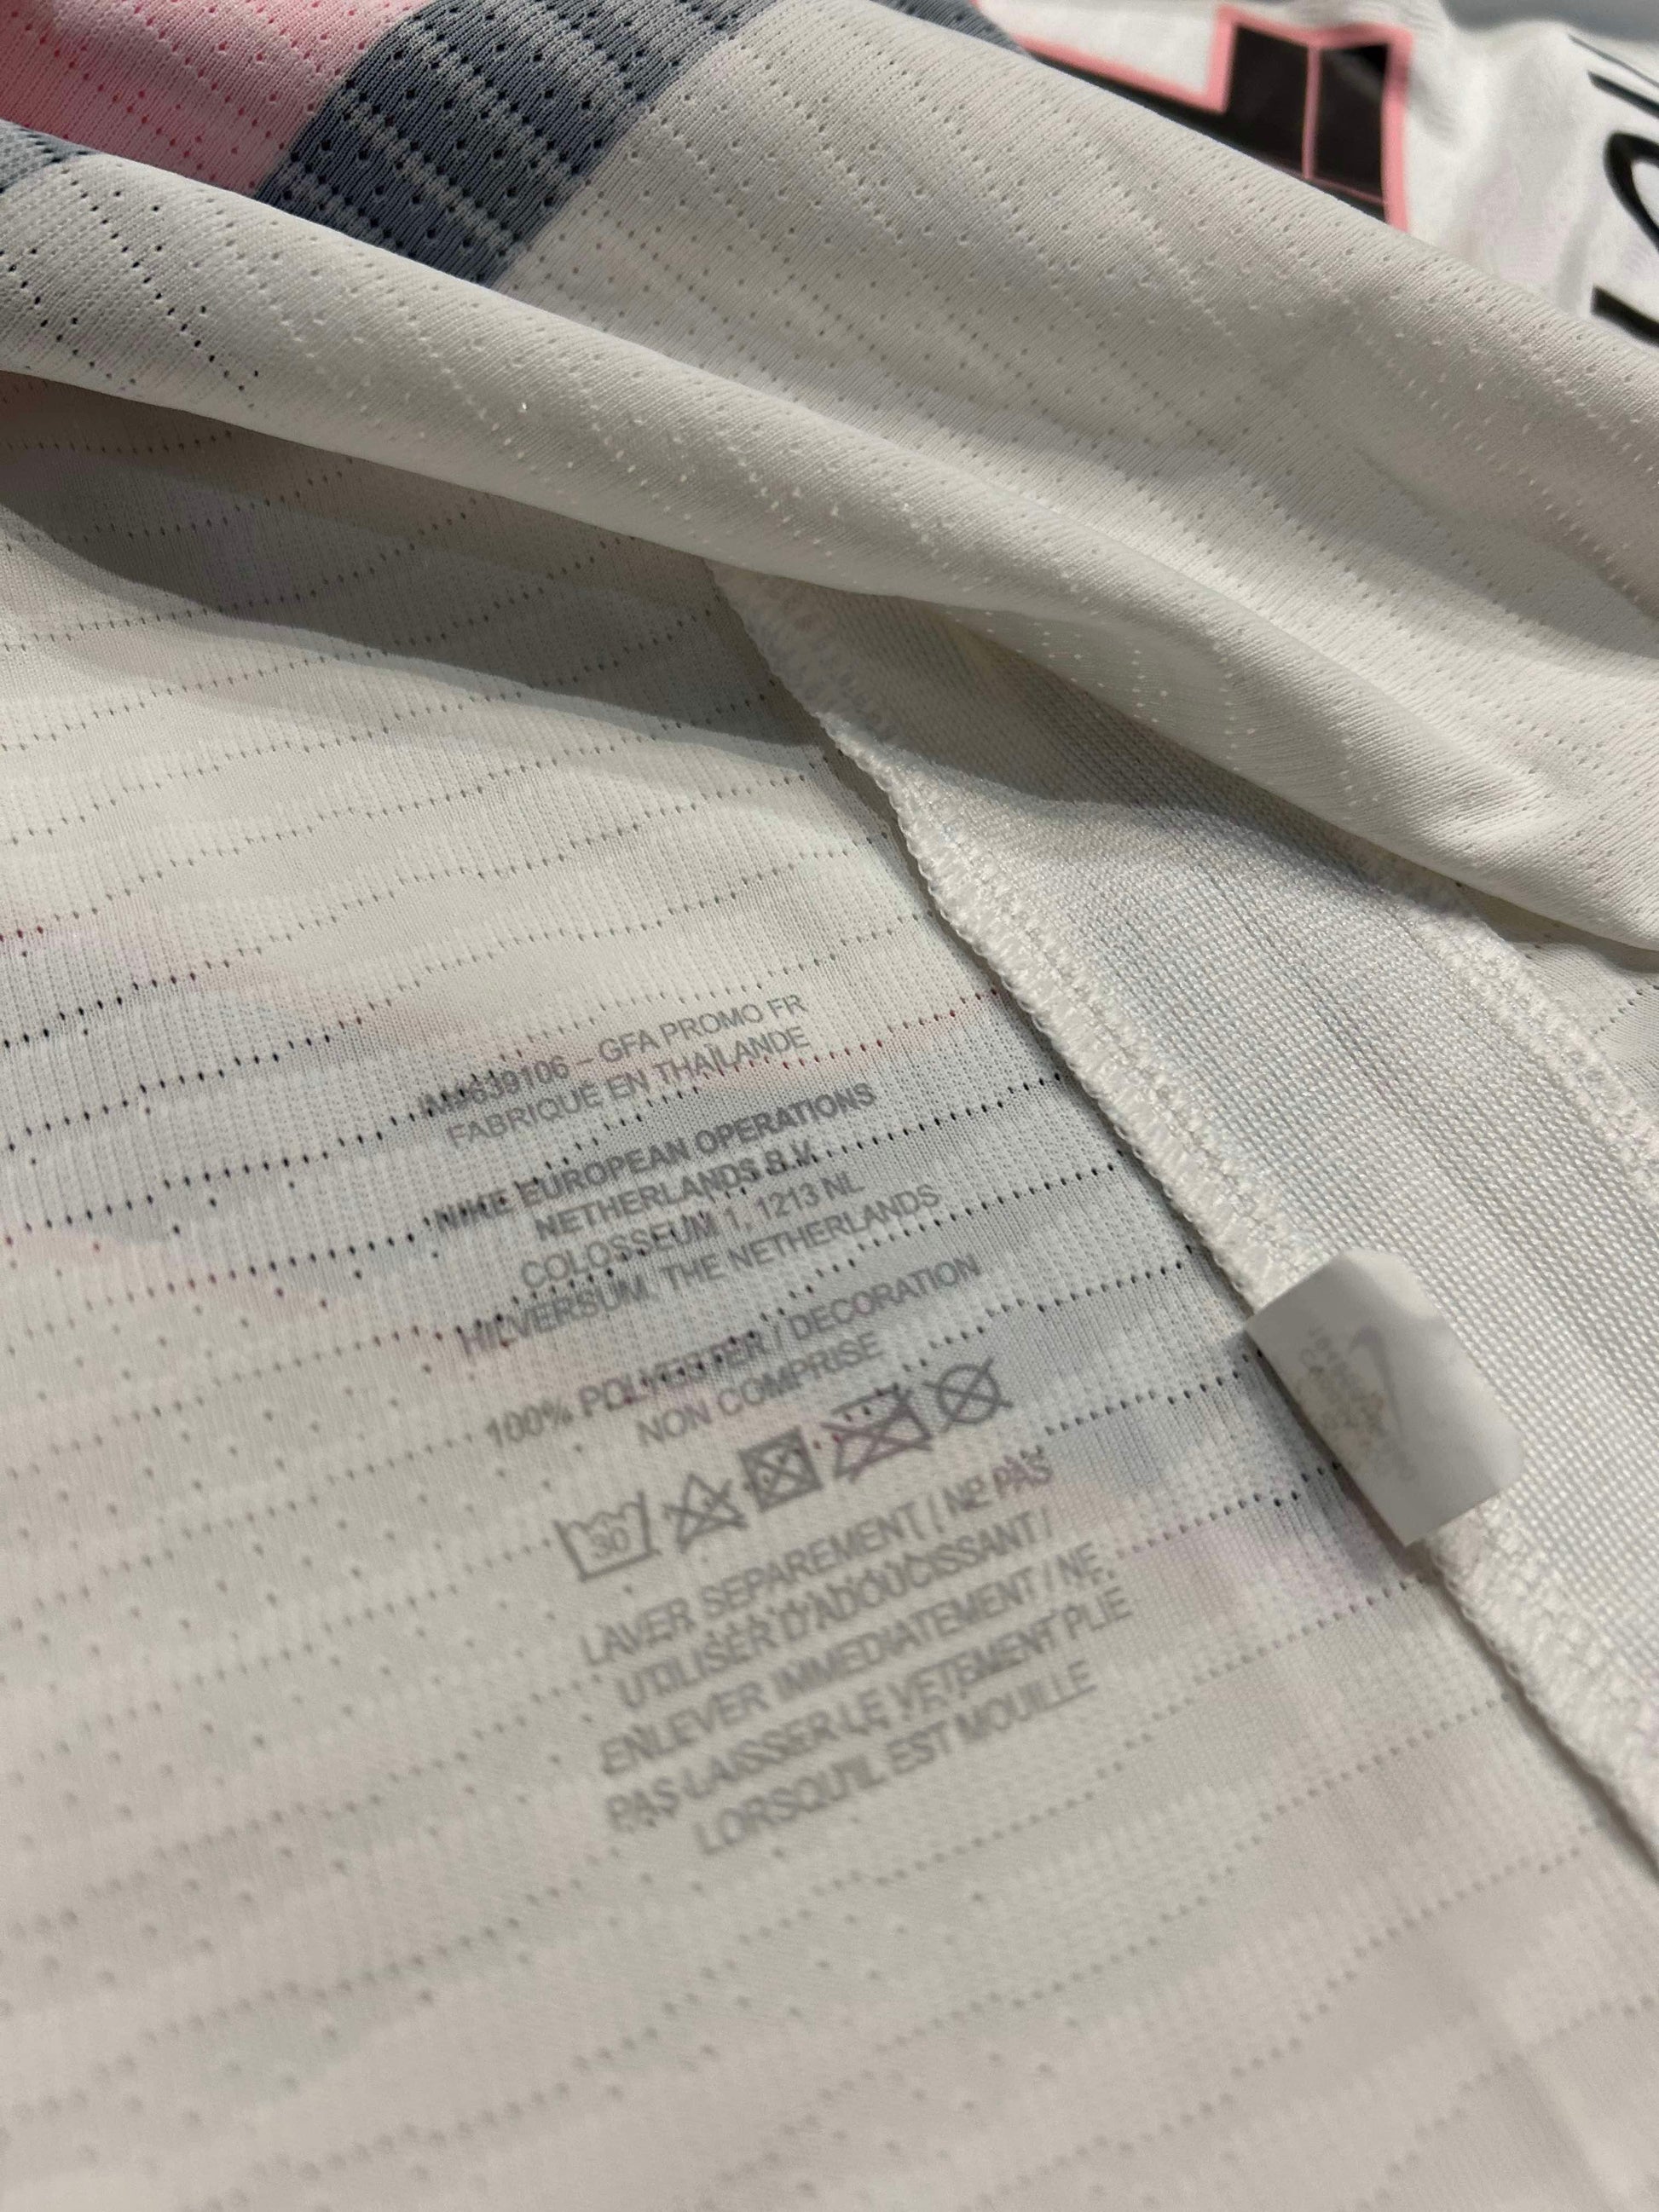 GFA PROMO FR
FABRIQUÉ EN THAÏLANDE
NIKE EUROPEAN OPERATIONS
NETHERLANDS B.V.
COLOSSEUM 1, 1213 NL
HILVERSUM, THE NETHERLANDS
100% POLYESTER / DECORATION
NON COMPRISE
30
LAVER SEPAREMENT / NE PAS
UTILISER D'ADOUCISSANT /
ENLEVER IMMEDIATEMENT / NE
PAS LAISSER LE VETEMENT PLIE
LORSQU'IL EST MOUILLE